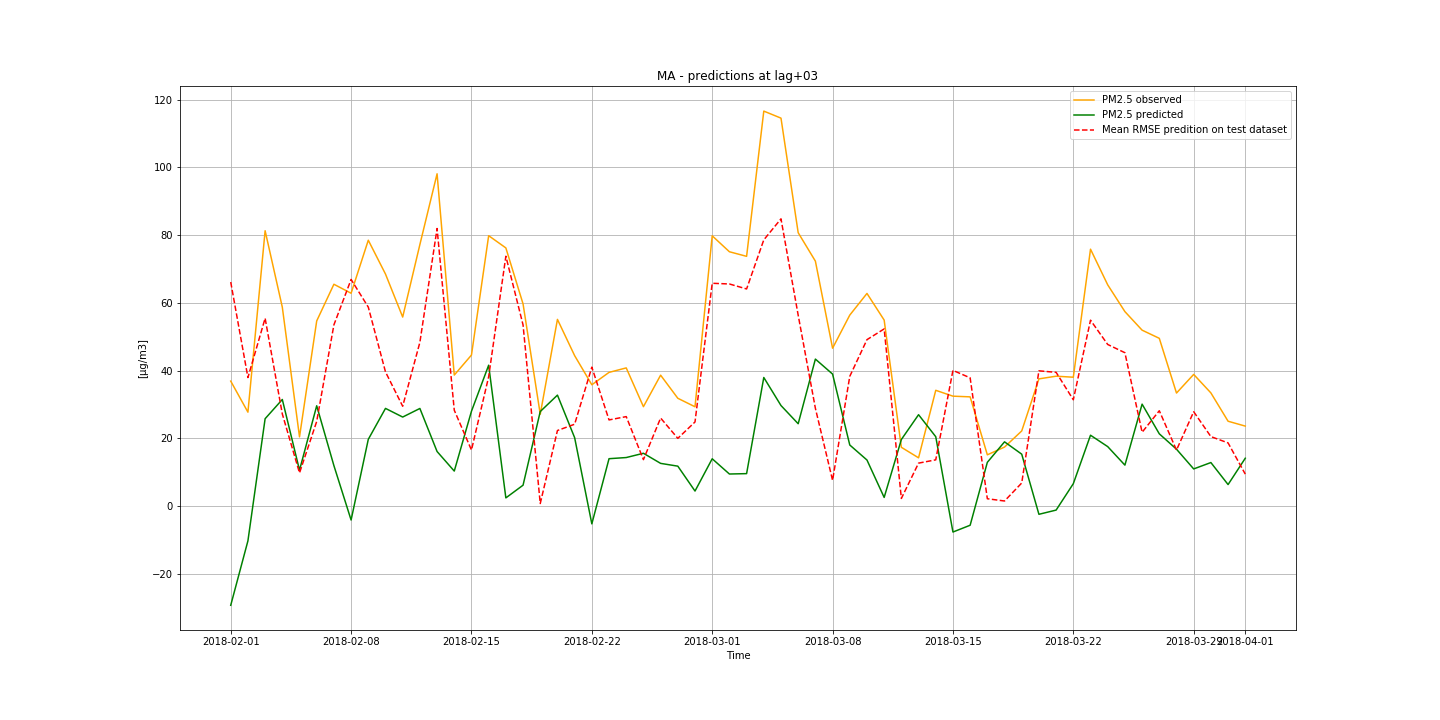 MA - predictions at lag+03
PM2.5 observed
PM2.5 predicted
Mean RMSE predition on test dataset
[µg/m3]
120
100
80
60
40
20
0
−20
2018-02-01 2018-02-08 2018-02-15 2018-02-22 2018-03-01 2018-03-08 2018-03-15 2018-03-22 2018-03-29 2018-04-01
Time